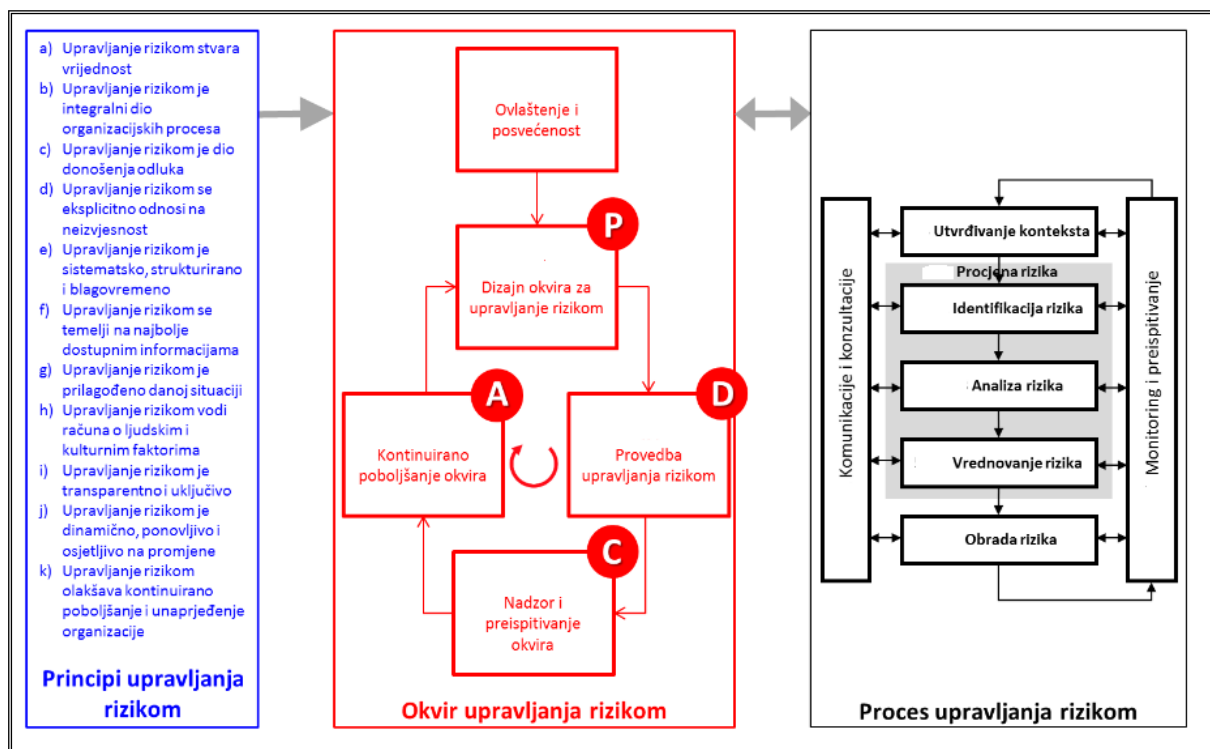 a) Upravljanje rizikom stvara
vrijednost
b) Upravljanje rizikom je
integralni dio
organizacijskih procesa
c) Upravljanje rizikom je dio
donošenja odluka
d) Upravljanje rizikom se
eksplicitno odnosi na
neizvjesnost
e) Upravljanje rizikom je
sistematsko, strukturirano
i blagovremeno
f) Upravljanje rizikom se
temelji na najbolje
dostupnim informacijama
g) Upravljanje rizikom je
prilagođeno danoj situaciji
h) Upravljanje rizikom vodi
računa o ljudskim i
kulturnim faktorima
i) Upravljanje rizikom je
transparentno i uključivo
j) Upravljanje rizikom je
dinamično, ponovljivo i
osjetljivo na promjene
k) Upravljanje rizikom
olakšava kontinuirano
poboljšanje i unaprjeđenje
organizacije
Principi upravljanja
rizikom
Ovlaštenje i
posvećenost
P
Dizajn okvira za
upravljanje rizikom
A
Kontinuirano
poboljšanje okvira
D
Provedba
upravljanja rizikom
C
Nadzor i
preispitivanje
okvira
Okvir upravljanja rizikom
Komunikacije i konzultacije
Utvrđivanje konteksta
Procjena rizika
Identifikacija rizika
Analiza rizika
Vrednovanje rizika
Obrada rizika
Monitoring i preispitivanje
Proces upravljanja rizikom